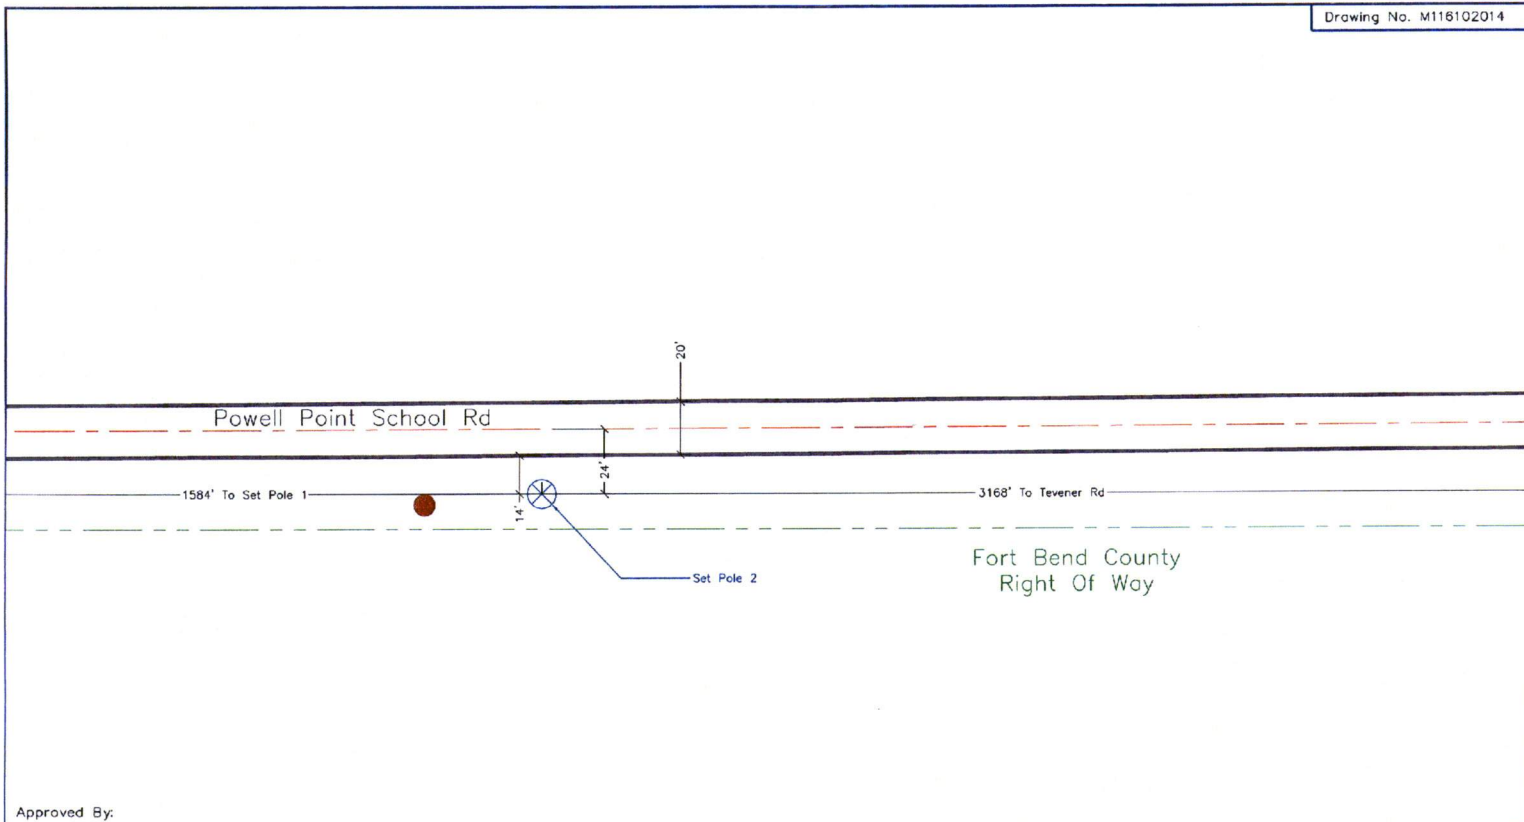 Drawing No. M116102014
20'
Powell Point School Rd
24'
1584' To Set Pole 1
3168' To Tevener Rd
14'
Fort Bend County
Right Of Way
Set Pole 2
Approved By: